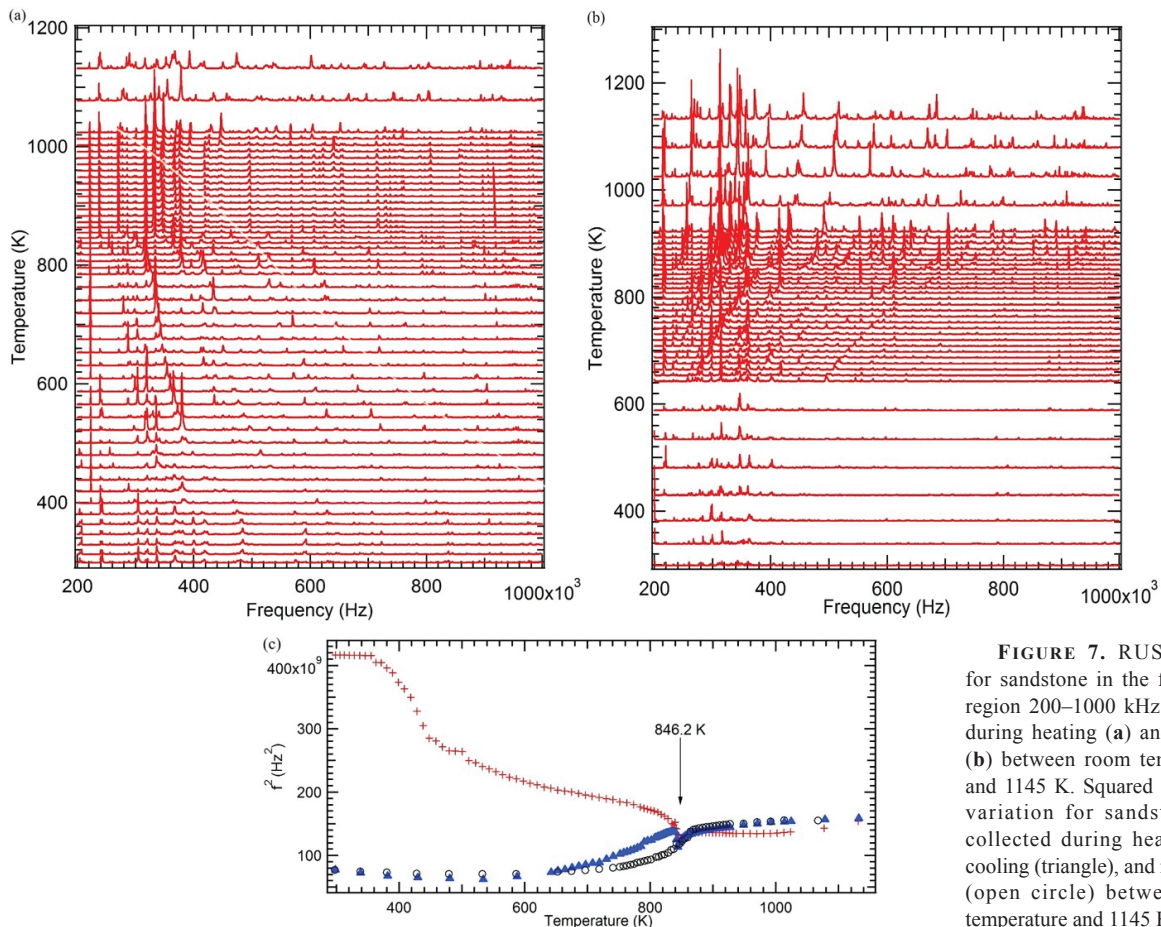 (a)
1200
1000
800
600
400
Temperature (K)
200
400
600
800
1000x10³
Frequency (Hz)
(b)
1200
1000
800
600
400
Temperature (K)
200
400
600
800
1000x10³
Frequency (Hz)
(c)
400x10⁹
300
200
100
f² (Hz²)
846.2 K
400
600
800
1000
Temperature (K)
FIGURE 7. RUS
for sandstone in the f
region 200–1000 kHz
during heating (a) an
(b) between room ten
and 1145 K. Squared
variation for sandst
collected during hea
cooling (triangle), and
(open circle) betwe
temperature and 1145 K